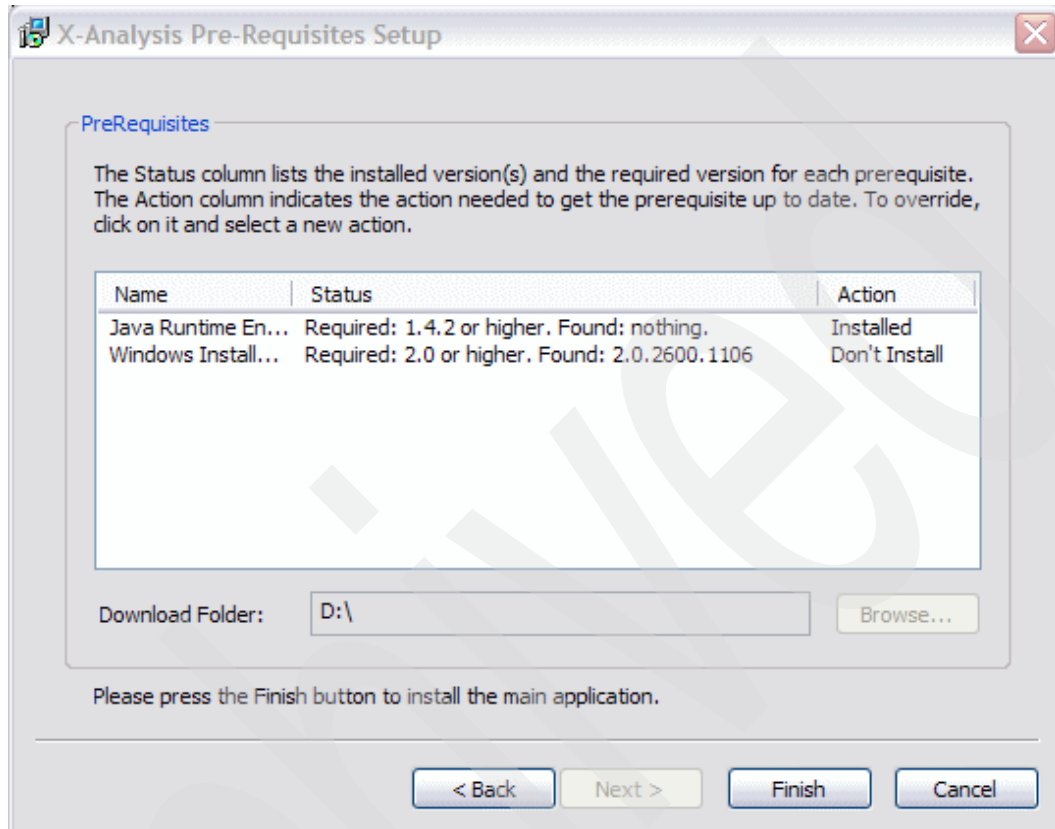 X-Analysis Pre-Requisites Setup
PreRequisites
The Status column lists the installed version(s) and the required version for each prerequisite.
The Action column indicates the action needed to get the prerequisite up to date. To override,
click on it and select a new action.
Name Status Action
Java Runtime En... Required: 1.4.2 or higher. Found: nothing. Installed
Windows Install... Required: 2.0 or higher. Found: 2.0.2600.1106 Don't Install
Download Folder: D:\ Browse...
Please press the Finish button to install the main application.
< Back Next > Finish Cancel